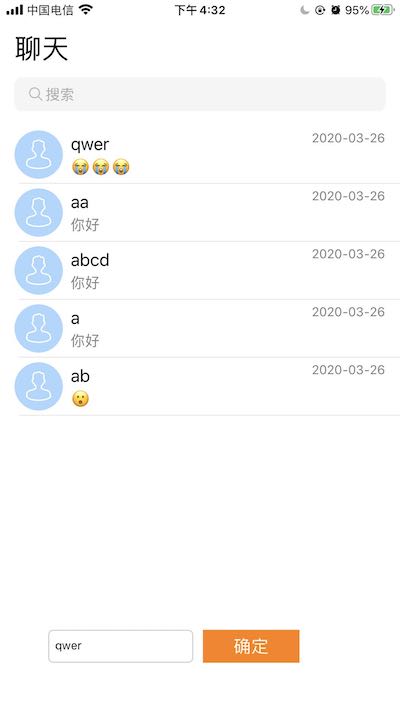 中国电信 下午4:32 95%
聊天
搜索
qwer 2020-03-26
😭😭😭
aa 2020-03-26
你好
abcd 2020-03-26
你好
a 2020-03-26
你好
ab 2020-03-26
😮
qwer 确定